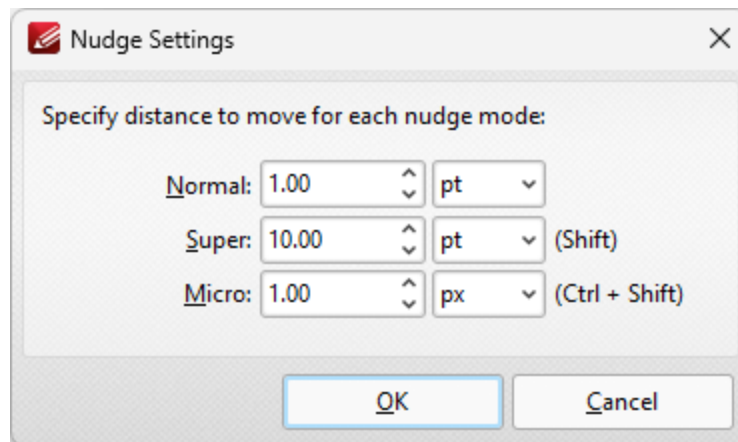 Nudge Settings
Specify distance to move for each nudge mode:
Normal: 1.00 pt
Super: 10.00 pt (Shift)
Micro: 1.00 px (Ctrl + Shift)
OK Cancel